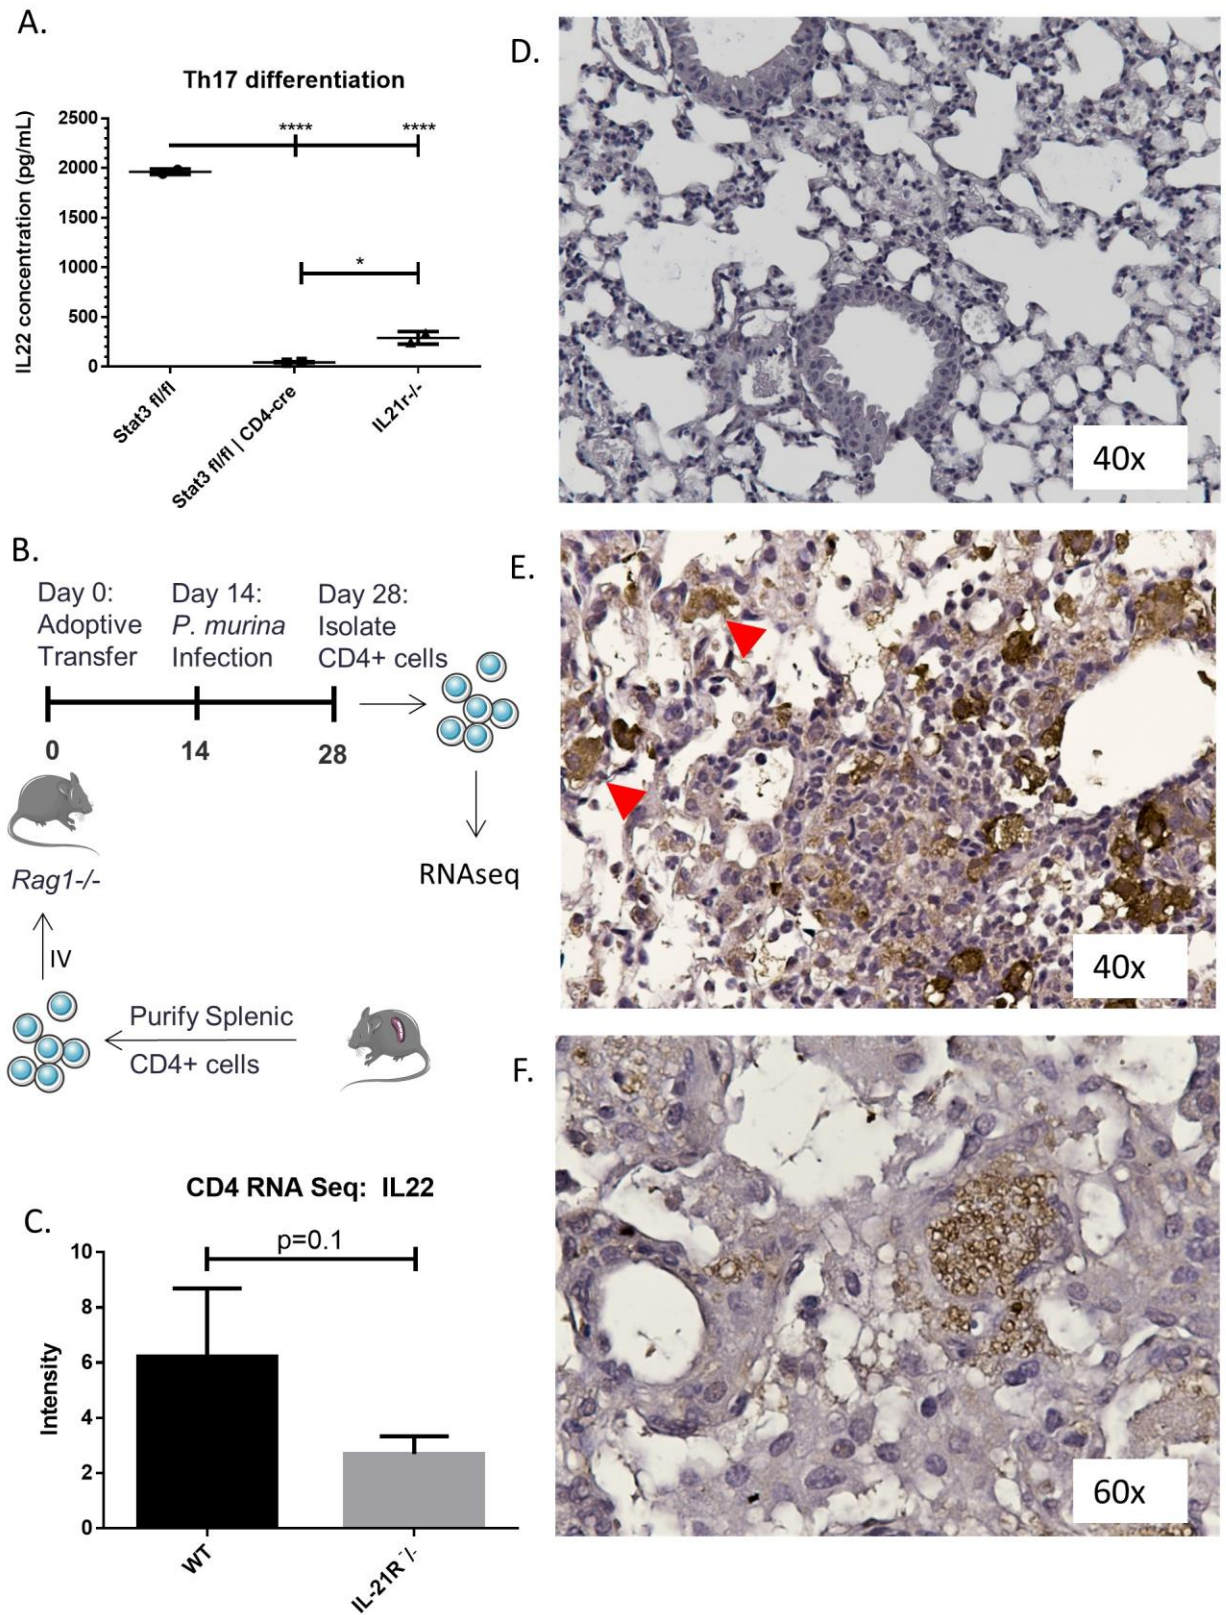 A.
Th17 differentiation
IL22 concentration (pg/mL)
2500
2000
1500
1000
500
0
****
****
*
Stat3 fl/fl
Stat3 fl/fl | CD4-cre
IL21r-/-
B.
Day 0:
Adoptive
Transfer
Day 14:
P. murina
Infection
Day 28:
Isolate
CD4+ cells
0
14
28
Rag1-/-
RNAseq
IV
Purify Splenic
CD4+ cells
C.
CD4 RNA Seq: IL22
p=0.1
Intensity
10
8
6
4
2
0
WT
IL-21R-/-
D.
40x
E.
40x
F.
60x